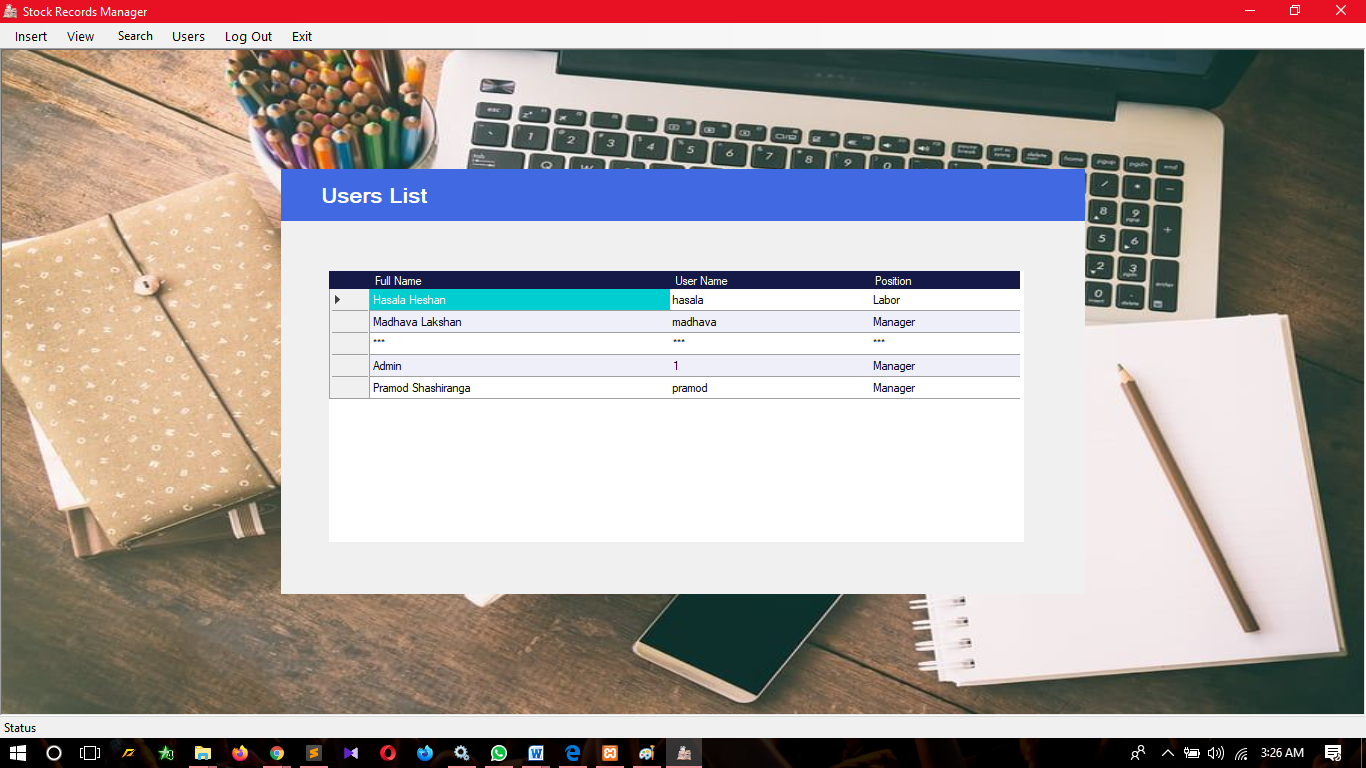 Stock Records Manager
Insert View Search Users Log Out Exit
Users List
Full Name User Name Position
Hasala Heshan hasala Labor
Madhava Lakshan madhava Manager
*** *** ***
Admin 1 Manager
Pramod Shashiranga pramod Manager
Status
3:26 AM